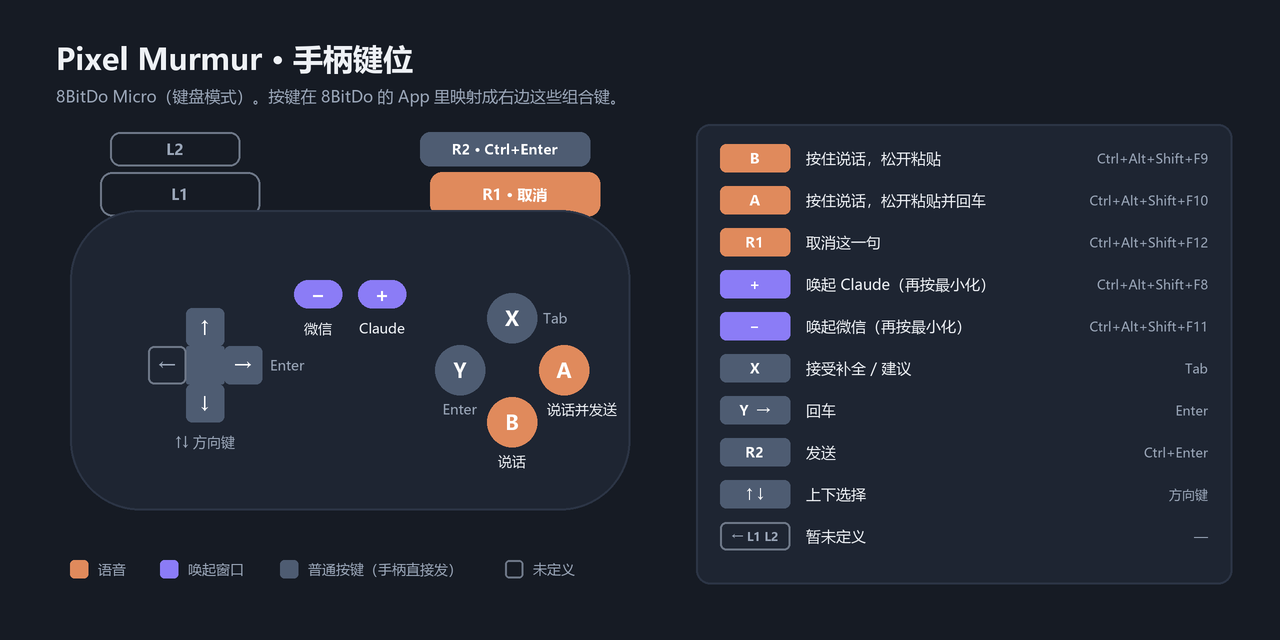 Pixel Murmur • 手柄键位
8BitDo Micro（键盘模式）。按键在 8BitDo 的 App 里映射成右边这些组合键。
L2
R2 • Ctrl+Enter
L1
R1 • 取消
−
+
微信
Claude
↑
←
→
Enter
↓
↑↓ 方向键
X
Tab
Y
Enter
A
说话并发送
B
说话
B 按住说话，松开粘贴 Ctrl+Alt+Shift+F9
A 按住说话，松开粘贴并回车 Ctrl+Alt+Shift+F10
R1 取消这一句 Ctrl+Alt+Shift+F12
+ 唤起 Claude（再按最小化） Ctrl+Alt+Shift+F8
− 唤起微信（再按最小化） Ctrl+Alt+Shift+F11
X 接受补全 / 建议 Tab
Y → 回车 Enter
R2 发送 Ctrl+Enter
↑↓ 上下选择 方向键
← L1 L2 暂未定义 —
语音 唤起窗口 普通按键（手柄直接发） 未定义